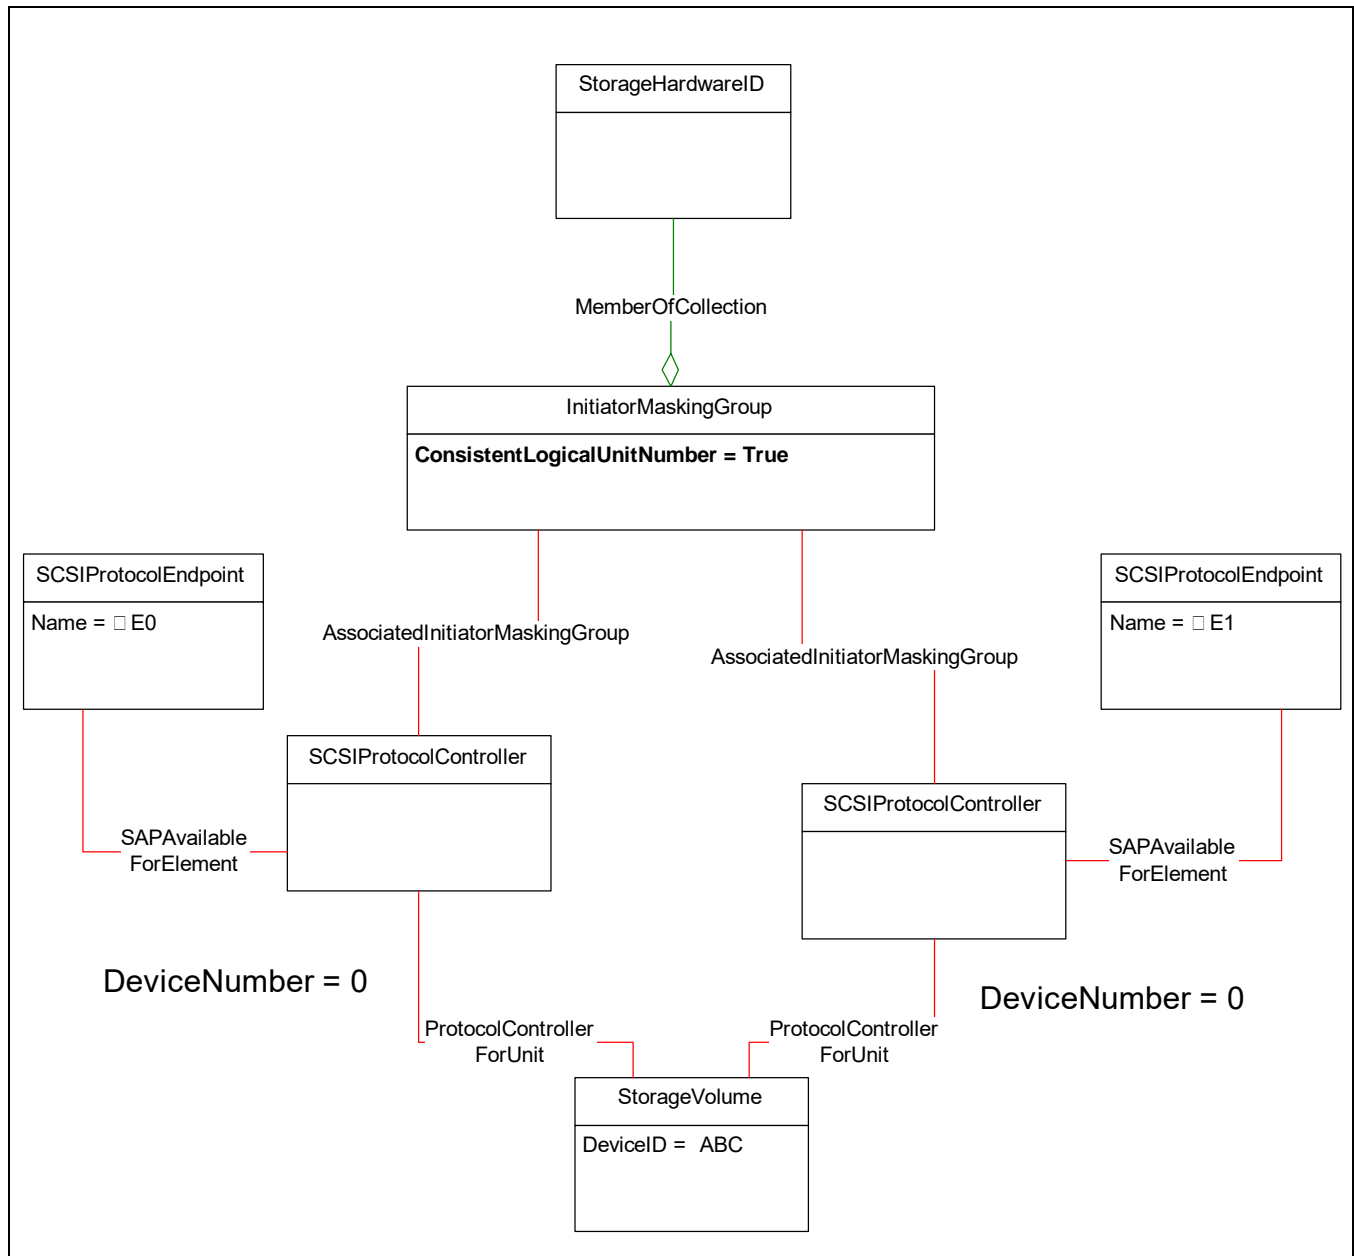 StorageHardwareID
MemberOfCollection
InitiatorMaskingGroup
ConsistentLogicalUnitNumber = True
SCSIProtocolEndpoint
Name = □ E0
SCSIProtocolEndpoint
Name = □ E1
AssociatedInitiatorMaskingGroup
AssociatedInitiatorMaskingGroup
SCSIProtocolController
SCSIProtocolController
SAPAvailable
ForElement
SAPAvailable
ForElement
DeviceNumber = 0
DeviceNumber = 0
ProtocolController
ForUnit
ProtocolController
ForUnit
StorageVolume
DeviceID = ABC